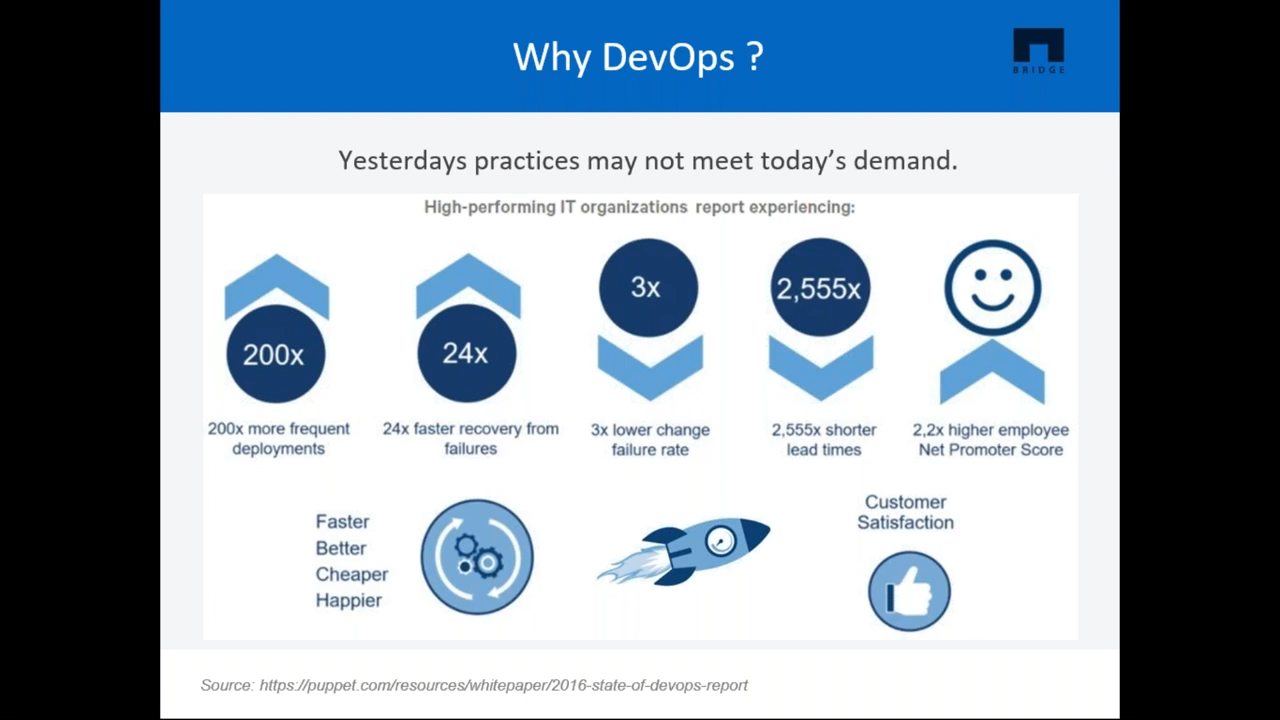 Why DevOps ?
BRIDGE
Yesterdays practices may not meet today’s demand.
High-performing IT organizations report experiencing:
200x
24x
3x
2,555x
200x more frequent
deployments
24x faster recovery from
failures
3x lower change
failure rate
2,555x shorter
lead times
2,2x higher employee
Net Promoter Score
Faster
Better
Cheaper
Happier
Customer
Satisfaction
Source: https://puppet.com/resources/whitepaper/2016-state-of-devops-report